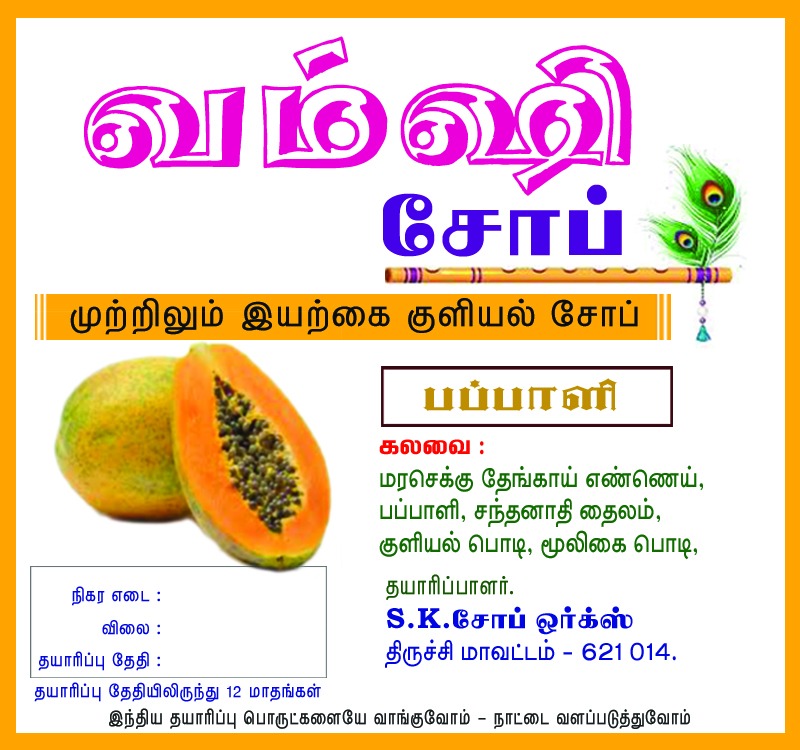 வம்ஷி
சோப்
முற்றிலும் இயற்கை குளியல் சோப்
பப்பாளி
கலவை :
மரசெக்கு தேங்காய் எண்ணெய்,
பப்பாளி, சந்தனாதி தைலம்,
குளியல் பொடி, மூலிகை பொடி,
தயாரிப்பாளர்.
S.K.சோப் ஒர்க்ஸ்
திருச்சி மாவட்டம் - 621 014.
நிகர எடை :
விலை :
தயாரிப்பு தேதி :
தயாரிப்பு தேதியிலிருந்து 12 மாதங்கள்
இந்திய தயாரிப்பு பொருட்களையே வாங்குவோம் - நாட்டை வளப்படுத்துவோம்